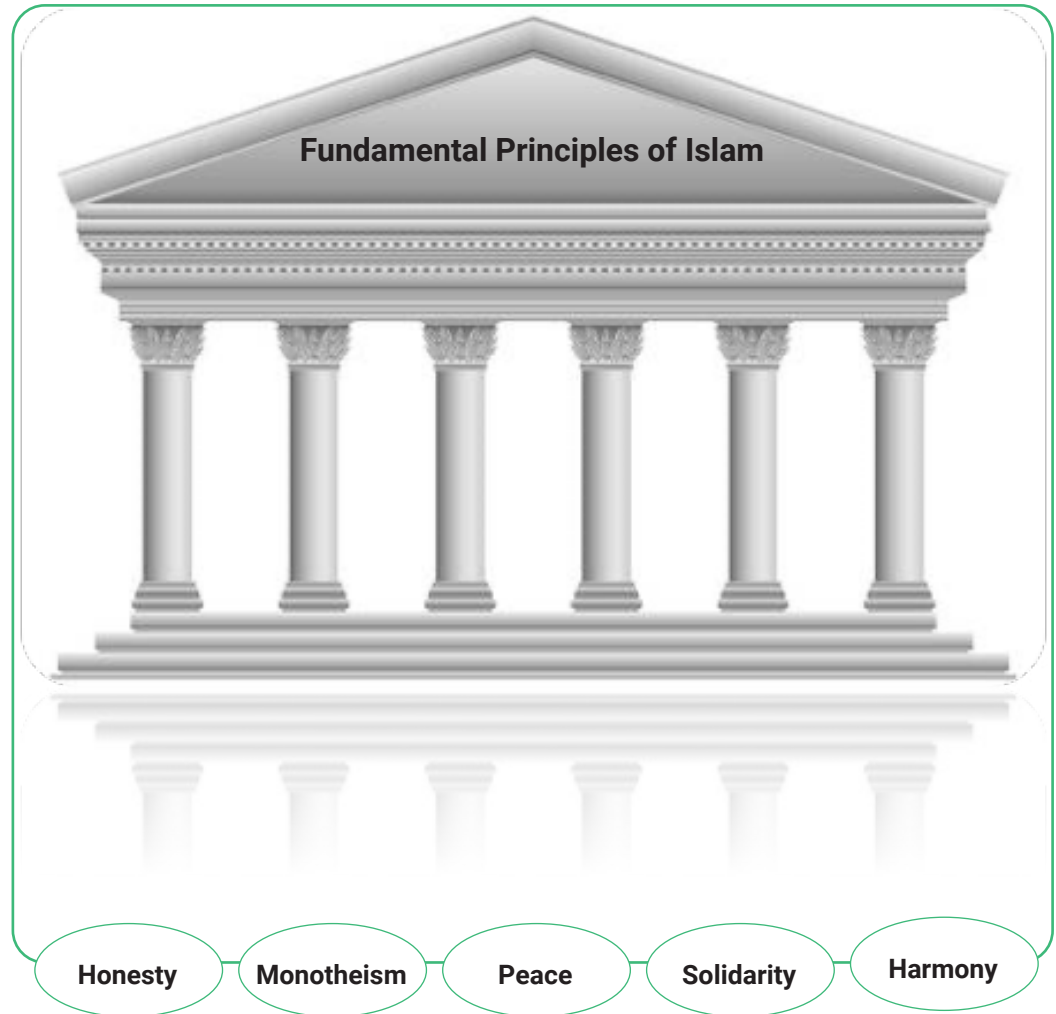 Fundamental Principles of Islam
Honesty
Monotheism
Peace
Solidarity
Harmony